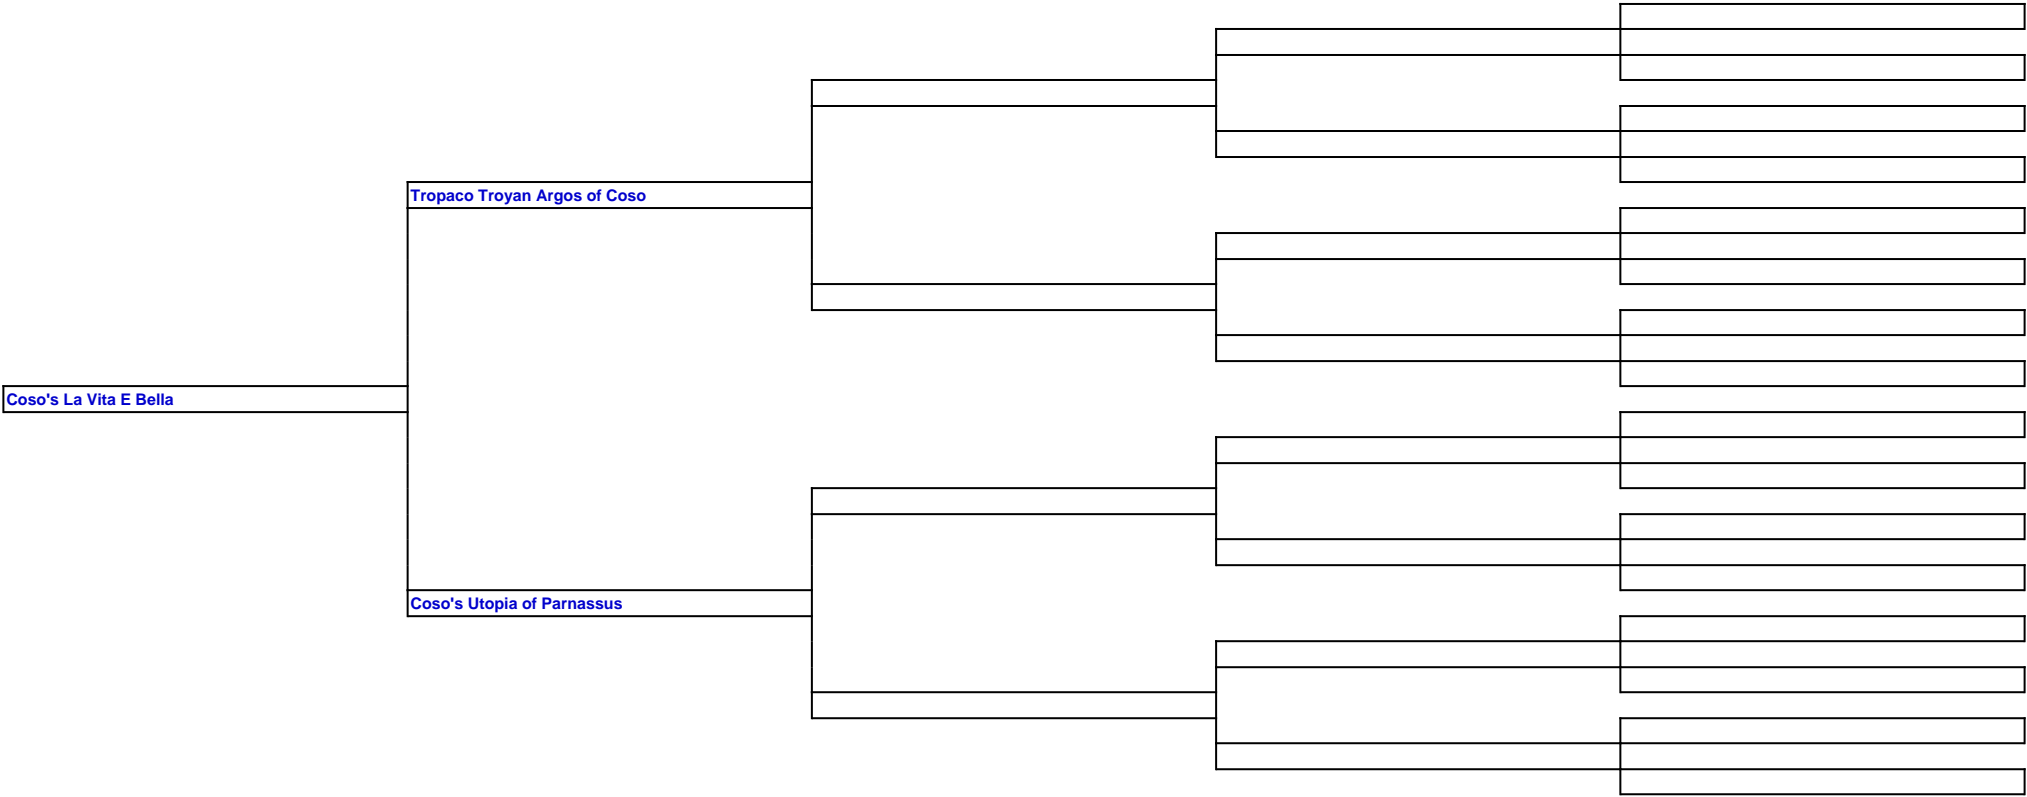 Tropaco Troyan Argos of Coso
Coso's La Vita E Bella
Coso's Utopia of Parnassus